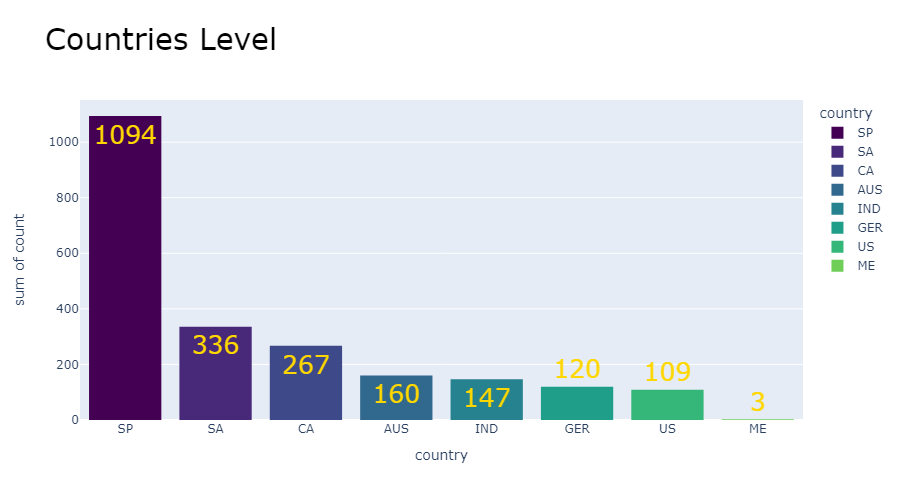 Countries Level
sum of count
1000
800
600
400
200
0
1094
336
267
160
147
120
109
3
SP
SA
CA
AUS
IND
GER
US
ME
country
country
SP
SA
CA
AUS
IND
GER
US
ME